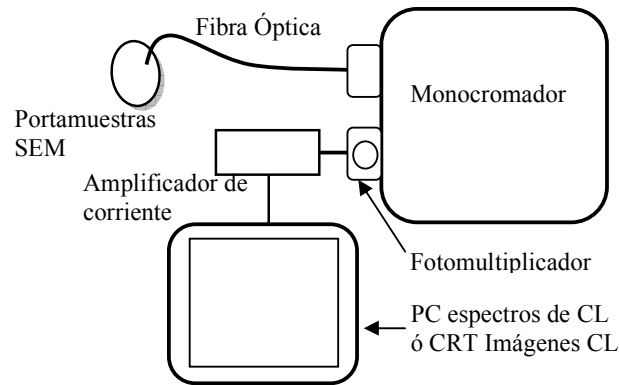 Fibra Óptica
Monocromador
Portamuestras
SEM
Amplificador de
corriente
Fotomultiplicador
PC espectros de CL
ó CRT Imágenes CL